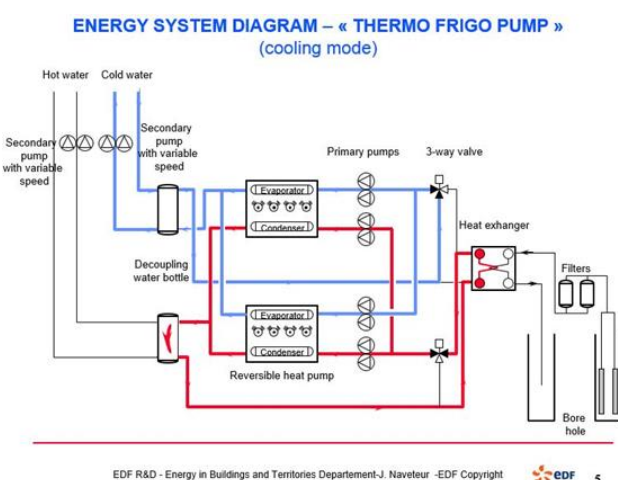 ENERGY SYSTEM DIAGRAM – « THERMO FRIGO PUMP »
(cooling mode)
Hot water
Cold water
Secondary
pump
with variable
speed
Secondary
pump
with variable
speed
Primary pumps
3-way valve
Evaporator
Condenser
Heat exhanger
Filters
Decoupling
water bottle
Evaporator
Condenser
Reversible heat pump
Bore
hole
EDF R&D - Energy in Buildings and Territories Departement-J. Naveteur -EDF Copyright
eDF
5